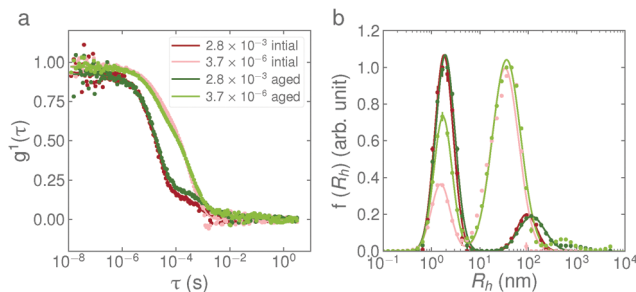 a
g¹(τ)
1.00
0.75
0.50
0.25
0.00
2.8 × 10⁻³ intial
3.7 × 10⁻⁶ intial
2.8 × 10⁻³ aged
3.7 × 10⁻⁶ aged
10⁻⁸ 10⁻⁶ 10⁻⁴ 10⁻² 10⁰
τ (s)
b
f (Rₕ) (arb. unit)
1.2
1.0
0.8
0.6
0.4
0.2
0.0
10⁻¹ 10⁰ 10¹ 10² 10³ 10⁴
Rₕ (nm)